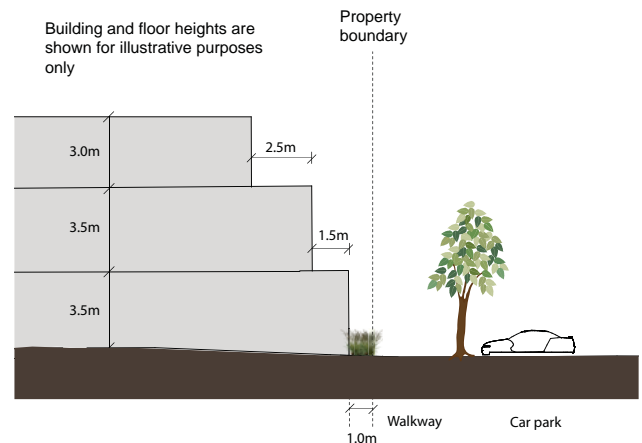 Building and floor heights are
shown for illustrative purposes
only
Property
boundary
3.0m
2.5m
3.5m
1.5m
3.5m
Walkway
Car park
1.0m